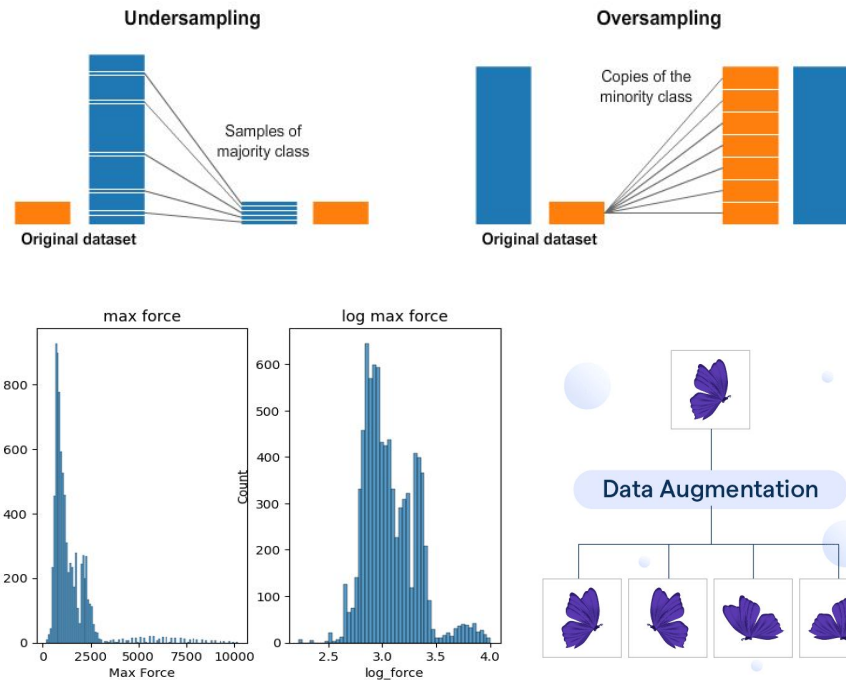 Undersampling
Oversampling
Samples of
majority class
Copies of the
minority class
Original dataset
Original dataset
max force
log max force
800
600
400
200
0
0
2500
5000
7500
10000
Max Force
Count
600
500
400
300
200
100
0
2.5
3.0
3.5
4.0
log_force
Data Augmentation